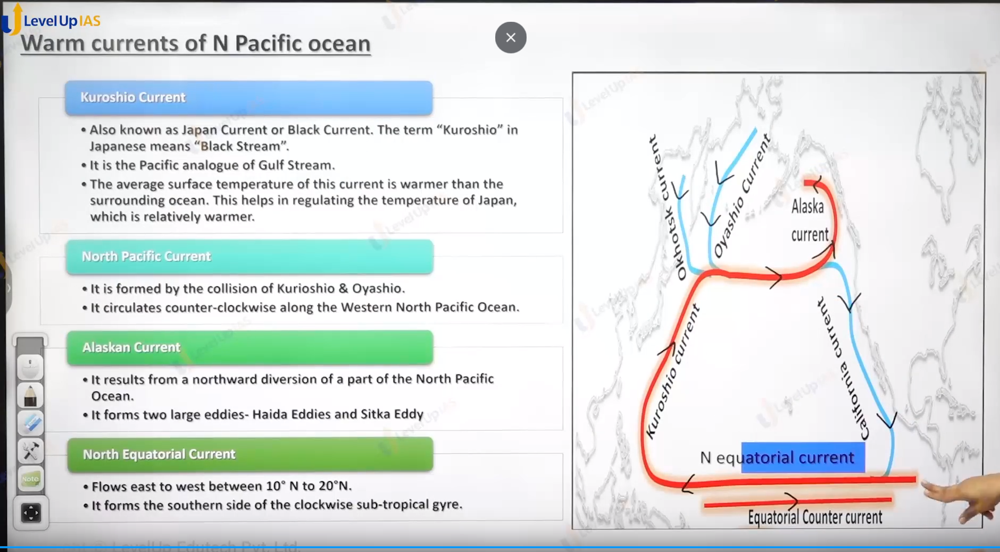 LevelUp IAS
Warm currents of N Pacific ocean
Kuroshio Current
• Also known as Japan Current or Black Current. The term “Kuroshio” in
Japanese means “Black Stream”.
• It is the Pacific analogue of Gulf Stream.
• The average surface temperature of this current is warmer than the
surrounding ocean. This helps in regulating the temperature of Japan,
which is relatively warmer.
North Pacific Current
• It is formed by the collision of Kurioshio & Oyashio.
• It circulates counter-clockwise along the Western North Pacific Ocean.
Alaskan Current
• It results from a northward diversion of a part of the North Pacific
Ocean.
• It forms two large eddies- Haida Eddies and Sitka Eddy
North Equatorial Current
• Flows east to west between 10° N to 20°N.
• It forms the southern side of the clockwise sub-tropical gyre.
Okhotsk current
Oyashio Current
Alaska
current
Kuroshio current
California current
N equatorial current
Equatorial Counter current
Note
© LevelUp Edutech Pvt. Ltd.